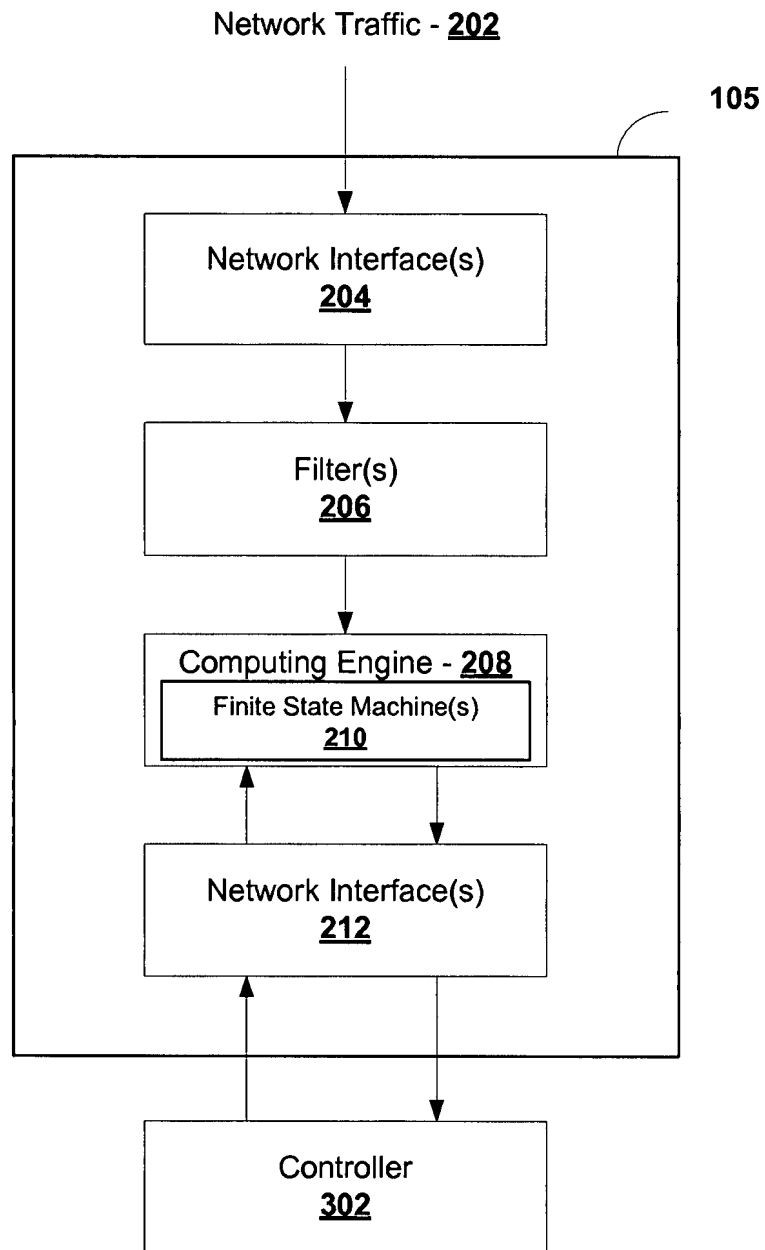 Network Traffic - 202
105
Network Interface(s)
204
Filter(s)
206
Computing Engine - 208
Finite State Machine(s)
210
Network Interface(s)
212
Controller
302